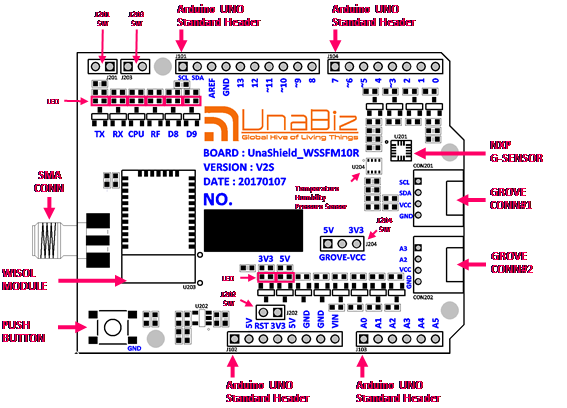 J201
SW
J203
SW
Arduino UNO
Standard Header
Arduino UNO
Standard Header
J201
J203
J101
J104
SCL SDA
AREF
GND
13
12
~11
~10
~9
8
7
~6
~5
4
~3
2
1
0
LED
TX RX CPU RF D8 D9
UnaBiz
Global Hive of Living Things
U201
NXP
G-SENSOR
BOARD : UnaShield_WSSFM10R
VERSION : V2S
DATE : 20170107
NO.
U204
Temperature
Humidity
Pressure Sensor
CON201
SCL
SDA
VCC
GND
GROVE
CONN#1
SMA
CONN
J204
SW
5V 3V3
J204
GROVE-VCC
A3
A2
VCC
GND
CON202
GROVE
CONN#2
WISOL
MODULE
U203
LED
3V3 5V
J202
SW
J202
U202
PUSH
BUTTON
GND
5V
RST
3V3
5V
GND
GND
VIN
A0
A1
A2
A3
A4
A5
J102
J103
Arduino UNO
Standard Header
Arduino UNO
Standard Header